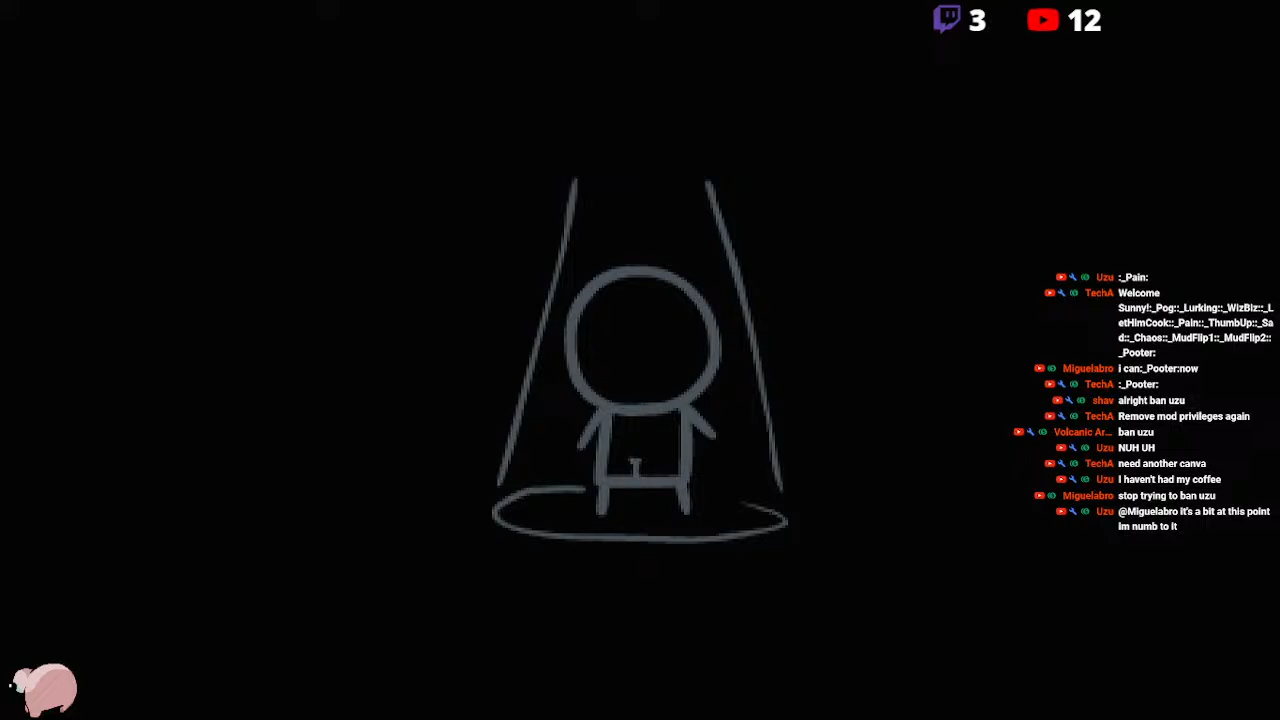 3 12
Uzu :_Pain:
TechA Welcome
Sunny!:_Pog::_Lurking::_WizBiz::_L
etHimCook::_Pain::_ThumbUp::_Sa
d::_Chaos::_MudFlip1::_MudFlip2::
_Pooter:
Miguelabro i can:_Pooter:now
TechA :_Pooter:
shav alright ban uzu
TechA Remove mod privileges again
Volcanic Ar... ban uzu
Uzu NUH UH
TechA need another canva
Uzu I haven't had my coffee
Miguelabro stop trying to ban uzu
Uzu @Miguelabro it's a bit at this point
Im numb to it